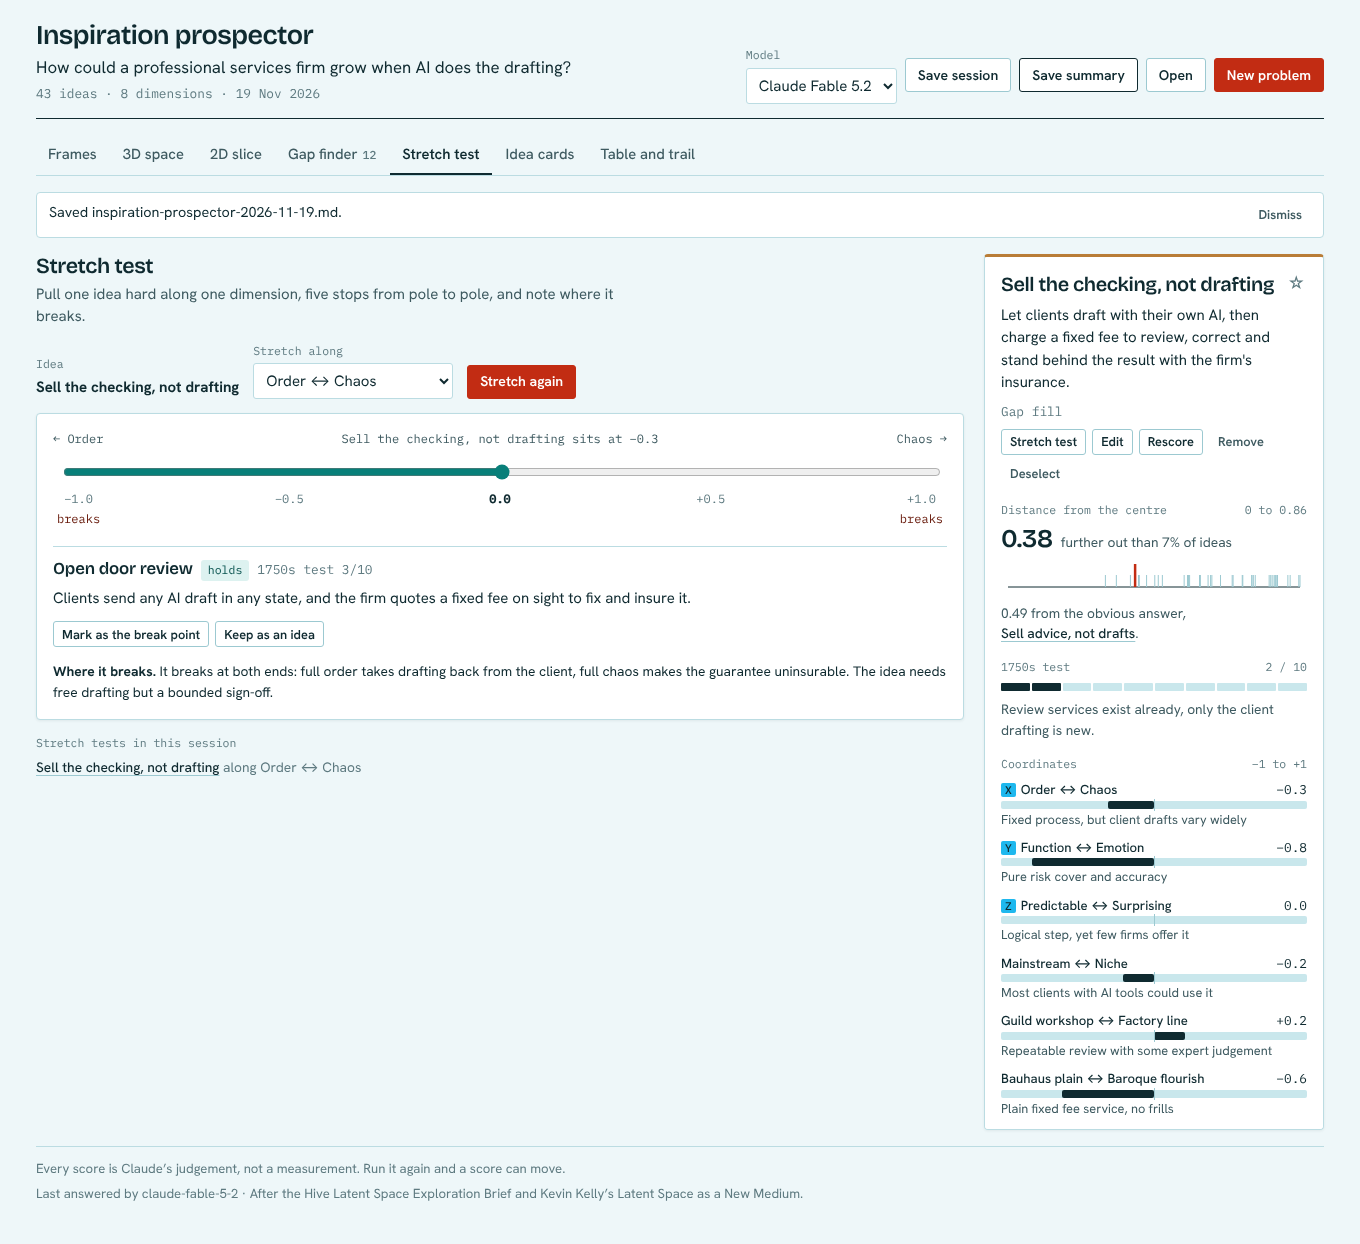 Inspiration prospector
How could a professional services firm grow when AI does the drafting?
43 ideas · 8 dimensions · 19 Nov 2026
Model
Claude Fable 5.2
Save session
Save summary
Open
New problem
Frames
3D space
2D slice
Gap finder 12
Stretch test
Idea cards
Table and trail
Saved inspiration-prospector-2026-11-19.md.
Dismiss
Stretch test
Pull one idea hard along one dimension, five stops from pole to pole, and note where it
breaks.
Idea
Sell the checking, not drafting
Stretch along
Order ↔ Chaos
Stretch again
← Order
Sell the checking, not drafting sits at −0.3
Chaos →
−1.0
−0.5
0.0
+0.5
+1.0
breaks
breaks
Open door review holds 1750s test 3/10
Clients send any AI draft in any state, and the firm quotes a fixed fee on sight to fix and insure it.
Mark as the break point
Keep as an idea
Where it breaks. It breaks at both ends: full order takes drafting back from the client, full chaos makes the guarantee uninsurable. The idea needs
free drafting but a bounded sign-off.
Stretch tests in this session
Sell the checking, not drafting along Order ↔ Chaos
Sell the checking, not drafting ☆
Let clients draft with their own AI, then
charge a fixed fee to review, correct and
stand behind the result with the firm's
insurance.
Gap fill
Stretch test
Edit
Rescore
Remove
Deselect
Distance from the centre 0 to 0.86
0.38 further out than 7% of ideas
0.49 from the obvious answer,
Sell advice, not drafts.
1750s test 2 / 10
Review services exist already, only the client
drafting is new.
Coordinates −1 to +1
X Order ↔ Chaos −0.3
Fixed process, but client drafts vary widely
Y Function ↔ Emotion −0.8
Pure risk cover and accuracy
Z Predictable ↔ Surprising 0.0
Logical step, yet few firms offer it
Mainstream ↔ Niche −0.2
Most clients with AI tools could use it
Guild workshop ↔ Factory line +0.2
Repeatable review with some expert judgement
Bauhaus plain ↔ Baroque flourish −0.6
Plain fixed fee service, no frills
Every score is Claude’s judgement, not a measurement. Run it again and a score can move.
Last answered by claude-fable-5-2 · After the Hive Latent Space Exploration Brief and Kevin Kelly’s Latent Space as a New Medium.